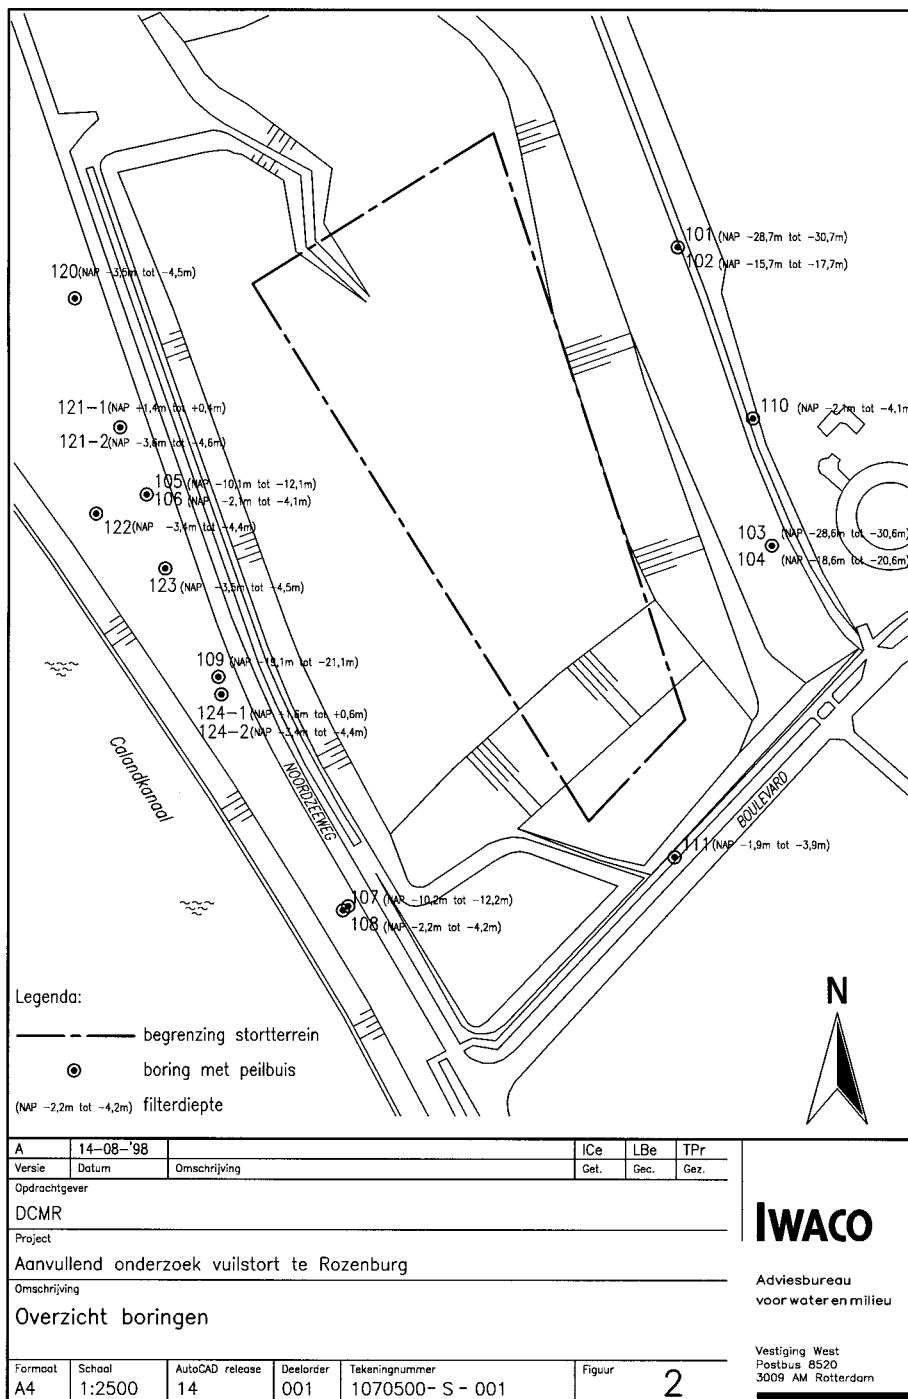 101 (NAP -28,7m tot -30,7m)
102 (NAP -15,7m tot -17,7m)
120 (NAP -3,5m tot -4,5m)
121-1 (NAP +1,4m tot +0,4m)
121-2 (NAP -3,6m tot -4,6m)
110 (NAP -2,1m tot -4,1m
105 (NAP -10,1m tot -12,1m)
106 (NAP -2,1m tot -4,1m)
122 (NAP -3,4m tot -4,4m)
103 (NAP -28,6m tot -30,6m)
104 (NAP -18,6m tot -20,6m)
123 (NAP -3,5m tot -4,5m)
109 (NAP -19,1m tot -21,1m)
124-1 (NAP +1,6m tot +0,6m)
124-2 (NAP -3,4m tot -4,4m)
Calandkanaal
NOORDZEEWEG
BOULEVARD
111 (NAP -1,9m tot -3,9m)
107 (NAP -10,2m tot -12,2m)
108 (NAP -2,2m tot -4,2m)
N
Legenda:
begrenzing stortterrein
boring met peilbuis
(NAP -2,2m tot -4,2m) filterdiepte
A 14-08-'98 ICe LBe TPr
Versie Datum Omschrijving Get. Gec. Gez.
Opdrachtgever
DCMR
Project
Aanvullend onderzoek vuilstort te Rozenburg
Omschrijving
Overzicht boringen
Formaat Schaal AutoCAD release Deelorder Tekeningnummer Figuur
A4 1:2500 14 001 1070500-S-001 2
IWACO
Adviesbureau
voor water en milieu
Vestiging West
Postbus 8520
3009 AM Rotterdam